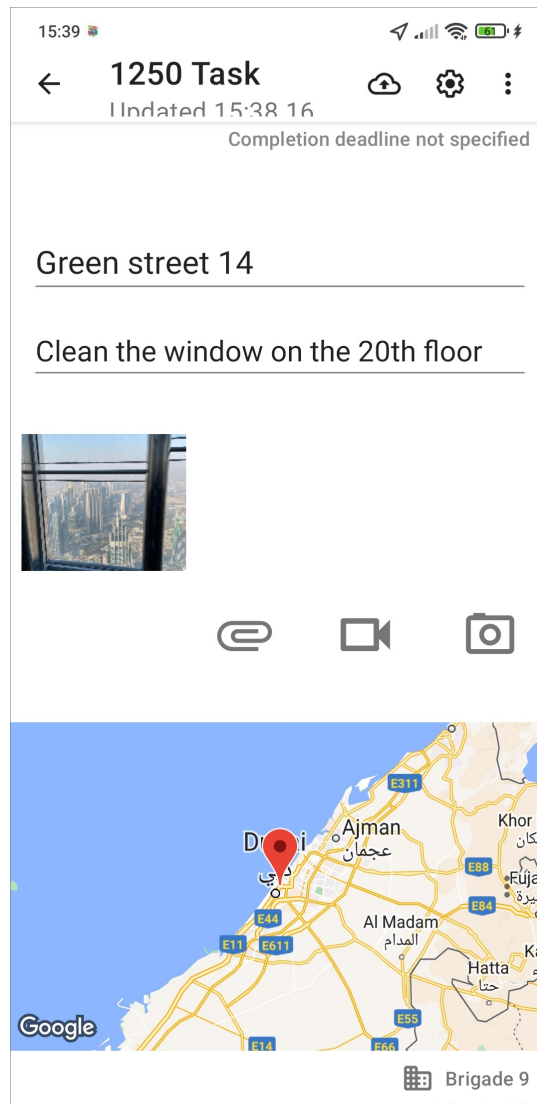 15:39
61
1250 Task
Updated 15:38 16
Completion deadline not specified
Green street 14
Clean the window on the 20th floor
E311
Ajman
عجمان
Khor
E88
E84
E44
Al Madam
المدام
E11
E611
Hatta
حتا
E55
Google
E14
E66
Brigade 9